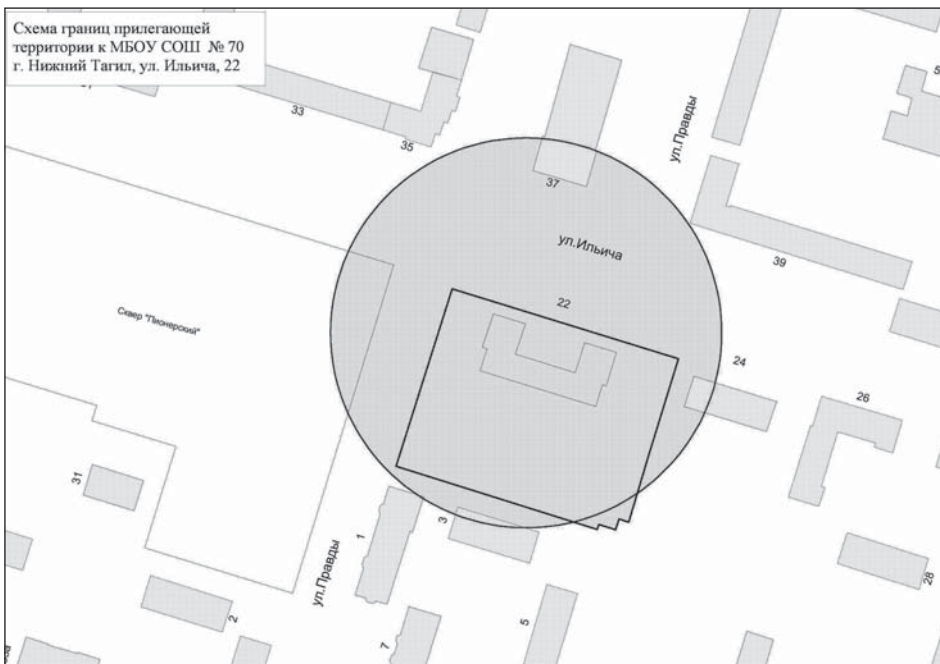 Схема границ прилегающей
территории к МБОУ СОШ № 70
г. Нижний Тагил, ул. Ильича, 22
33
35
37
ул.Правды
ул.Ильича
39
22
Сквер "Пионерский"
24
26
31
3
1
ул.Правды
28
2
5
7